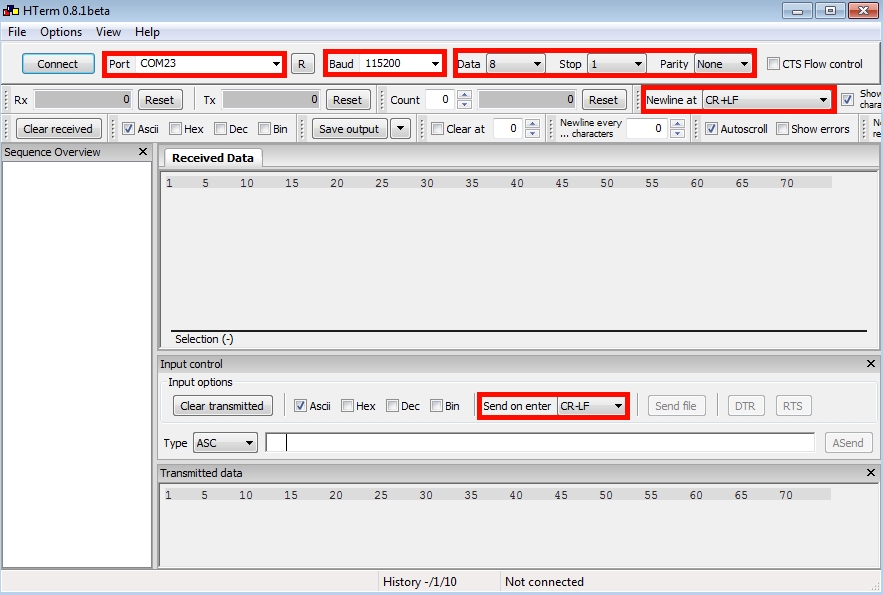 HTerm 0.8.1beta
File Options View Help
Connect Port COM23 R Baud 115200 Data 8 Stop 1 Parity None CTS Flow control
Rx 0 Reset Tx 0 Reset Count 0 0 Reset Newline at CR+LF Show
chara
Clear received Ascii Hex Dec Bin Save output Clear at 0 Newline every
... characters 0 Autoscroll Show errors
Sequence Overview
Received Data
1 5 10 15 20 25 30 35 40 45 50 55 60 65 70
Selection (-)
Input control
Input options
Clear transmitted Ascii Hex Dec Bin Send on enter CR-LF Send file DTR RTS
Type ASC ASend
Transmitted data
1 5 10 15 20 25 30 35 40 45 50 55 60 65 70
History -/1/10 Not connected